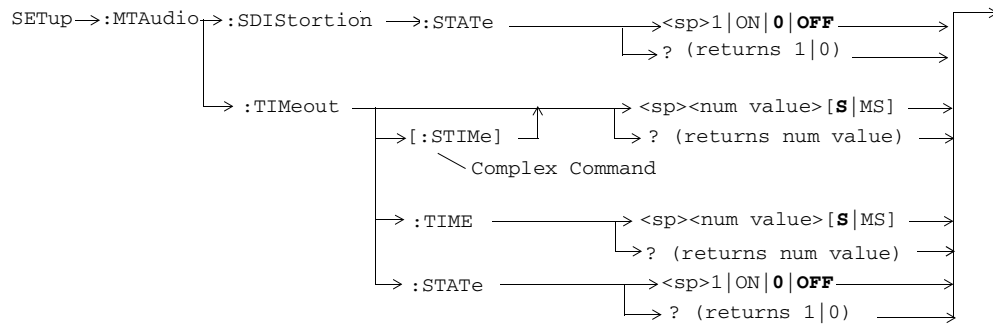 SETup :MTAudio :SDIStortion :STATe <sp>1|ON|0|OFF
? (returns 1|0)
:TIMeout <sp><num value>[S|MS]
[:STIMe] ? (returns num value)
Complex Command
:TIME <sp><num value>[S|MS]
? (returns num value)
:STATe <sp>1|ON|0|OFF
? (returns 1|0)